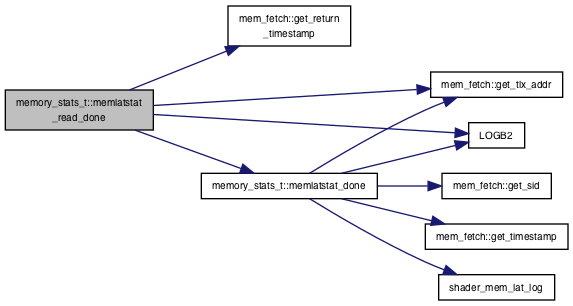 mem_fetch::get_return
_timestamp
memory_stats_t::memlatstat
_read_done
mem_fetch::get_tlx_addr
LOGB2
memory_stats_t::memlatstat_done
mem_fetch::get_sid
mem_fetch::get_timestamp
shader_mem_lat_log